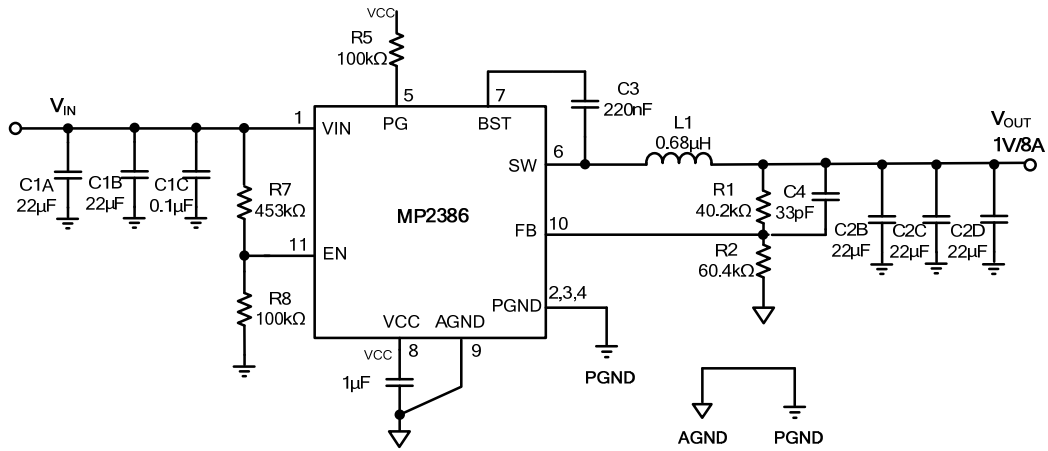 VCC
R5
100kΩ
5
7
C3
220nF
VIN
1
VIN
PG
BST
L1
0.68μH
VOUT
1V/8A
6
SW
C1A
22μF
C1B
22μF
C1C
0.1μF
R7
453kΩ
MP2386
R1
40.2kΩ
C4
33pF
10
FB
11
EN
R2
60.4kΩ
C2B
22μF
C2C
22μF
C2D
22μF
R8
100kΩ
2,3,4
PGND
VCC
AGND
VCC
8
9
1μF
PGND
AGND
PGND